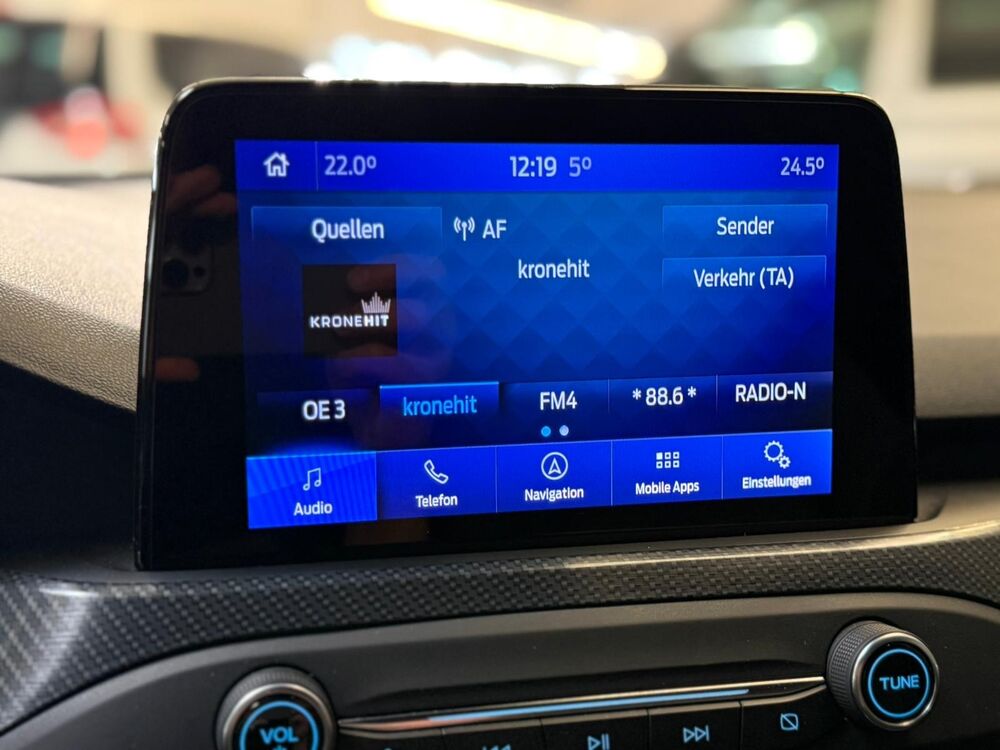 22.0° 12:19 5° 24.5°
Quellen AF Sender
kronehit Verkehr (TA)
KRONEHIT
OE 3 kronehit FM4 *88.6* RADIO-N
Audio Telefon Navigation Mobile Apps Einstellungen
VOL TUNE